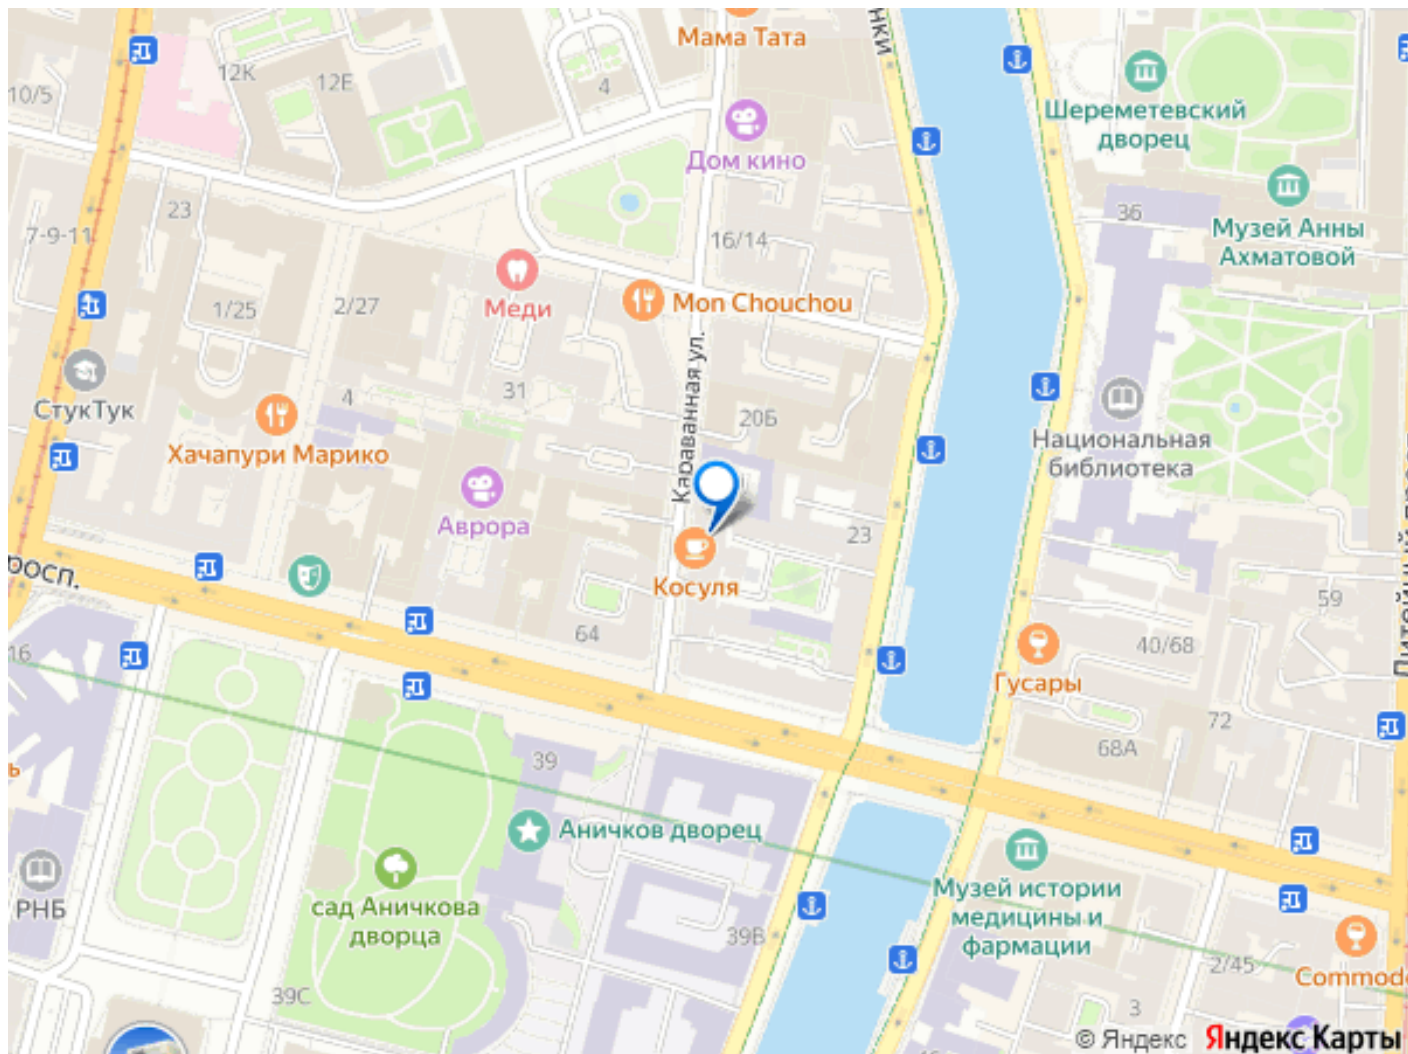 Мама Тата
НКИ
12К
12Е
4
10/5
Шереметевский
дворец
Дом кино
23
7-9-11
36
16/14
Музей Анны
Ахматовой
Меди
1/25
2/27
Mon Chouchou
Караванная ул.
СтукТук
4
31
20Б
Хачапури Марико
Национальная
библиотека
Аврора
23
РОСП.
Косуля
59
64
40/68
16
Гусары
72
68А
39
Ь
Аничков дворец
РНБ
сад Аничкова
дворца
39В
Музей истории
медицины и
фармации
2/45
Commod
39С
3
© Яндекс Яндекс Карты